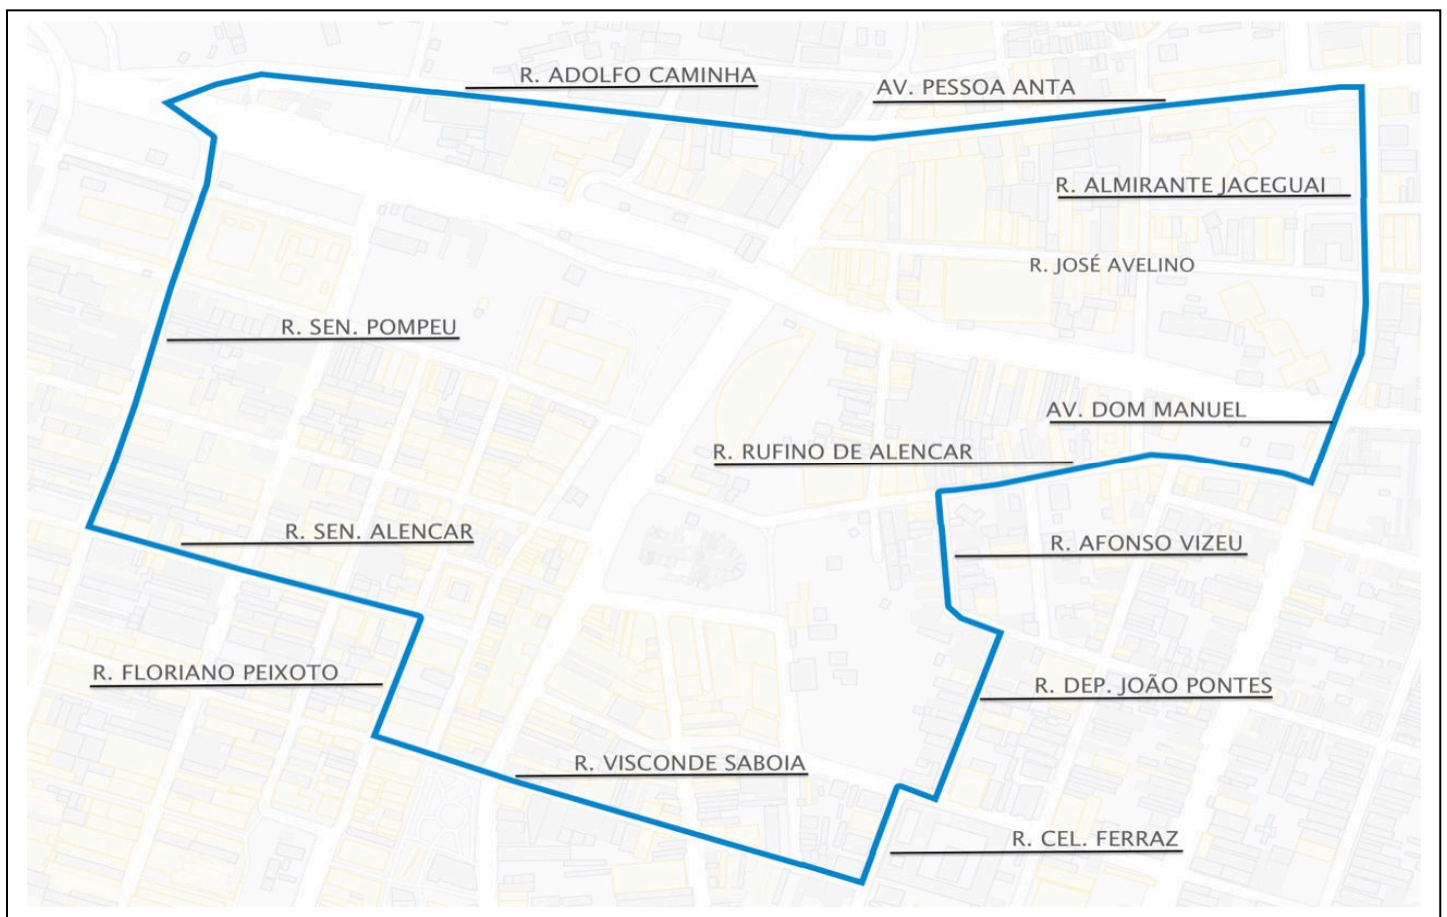 R. ADOLFO CAMINHA
AV. PESSOA ANTA
R. ALMIRANTE JACEGUAI
R. JOSÉ AVELINO
R. SEN. POMPEU
AV. DOM MANUEL
R. RUFINO DE ALENCAR
R. SEN. ALENCAR
R. AFONSO VIZEU
R. FLORIANO PEIXOTO
R. DEP. JOÃO PONTES
R. VISCONDE SABOIA
R. CEL. FERRAZ